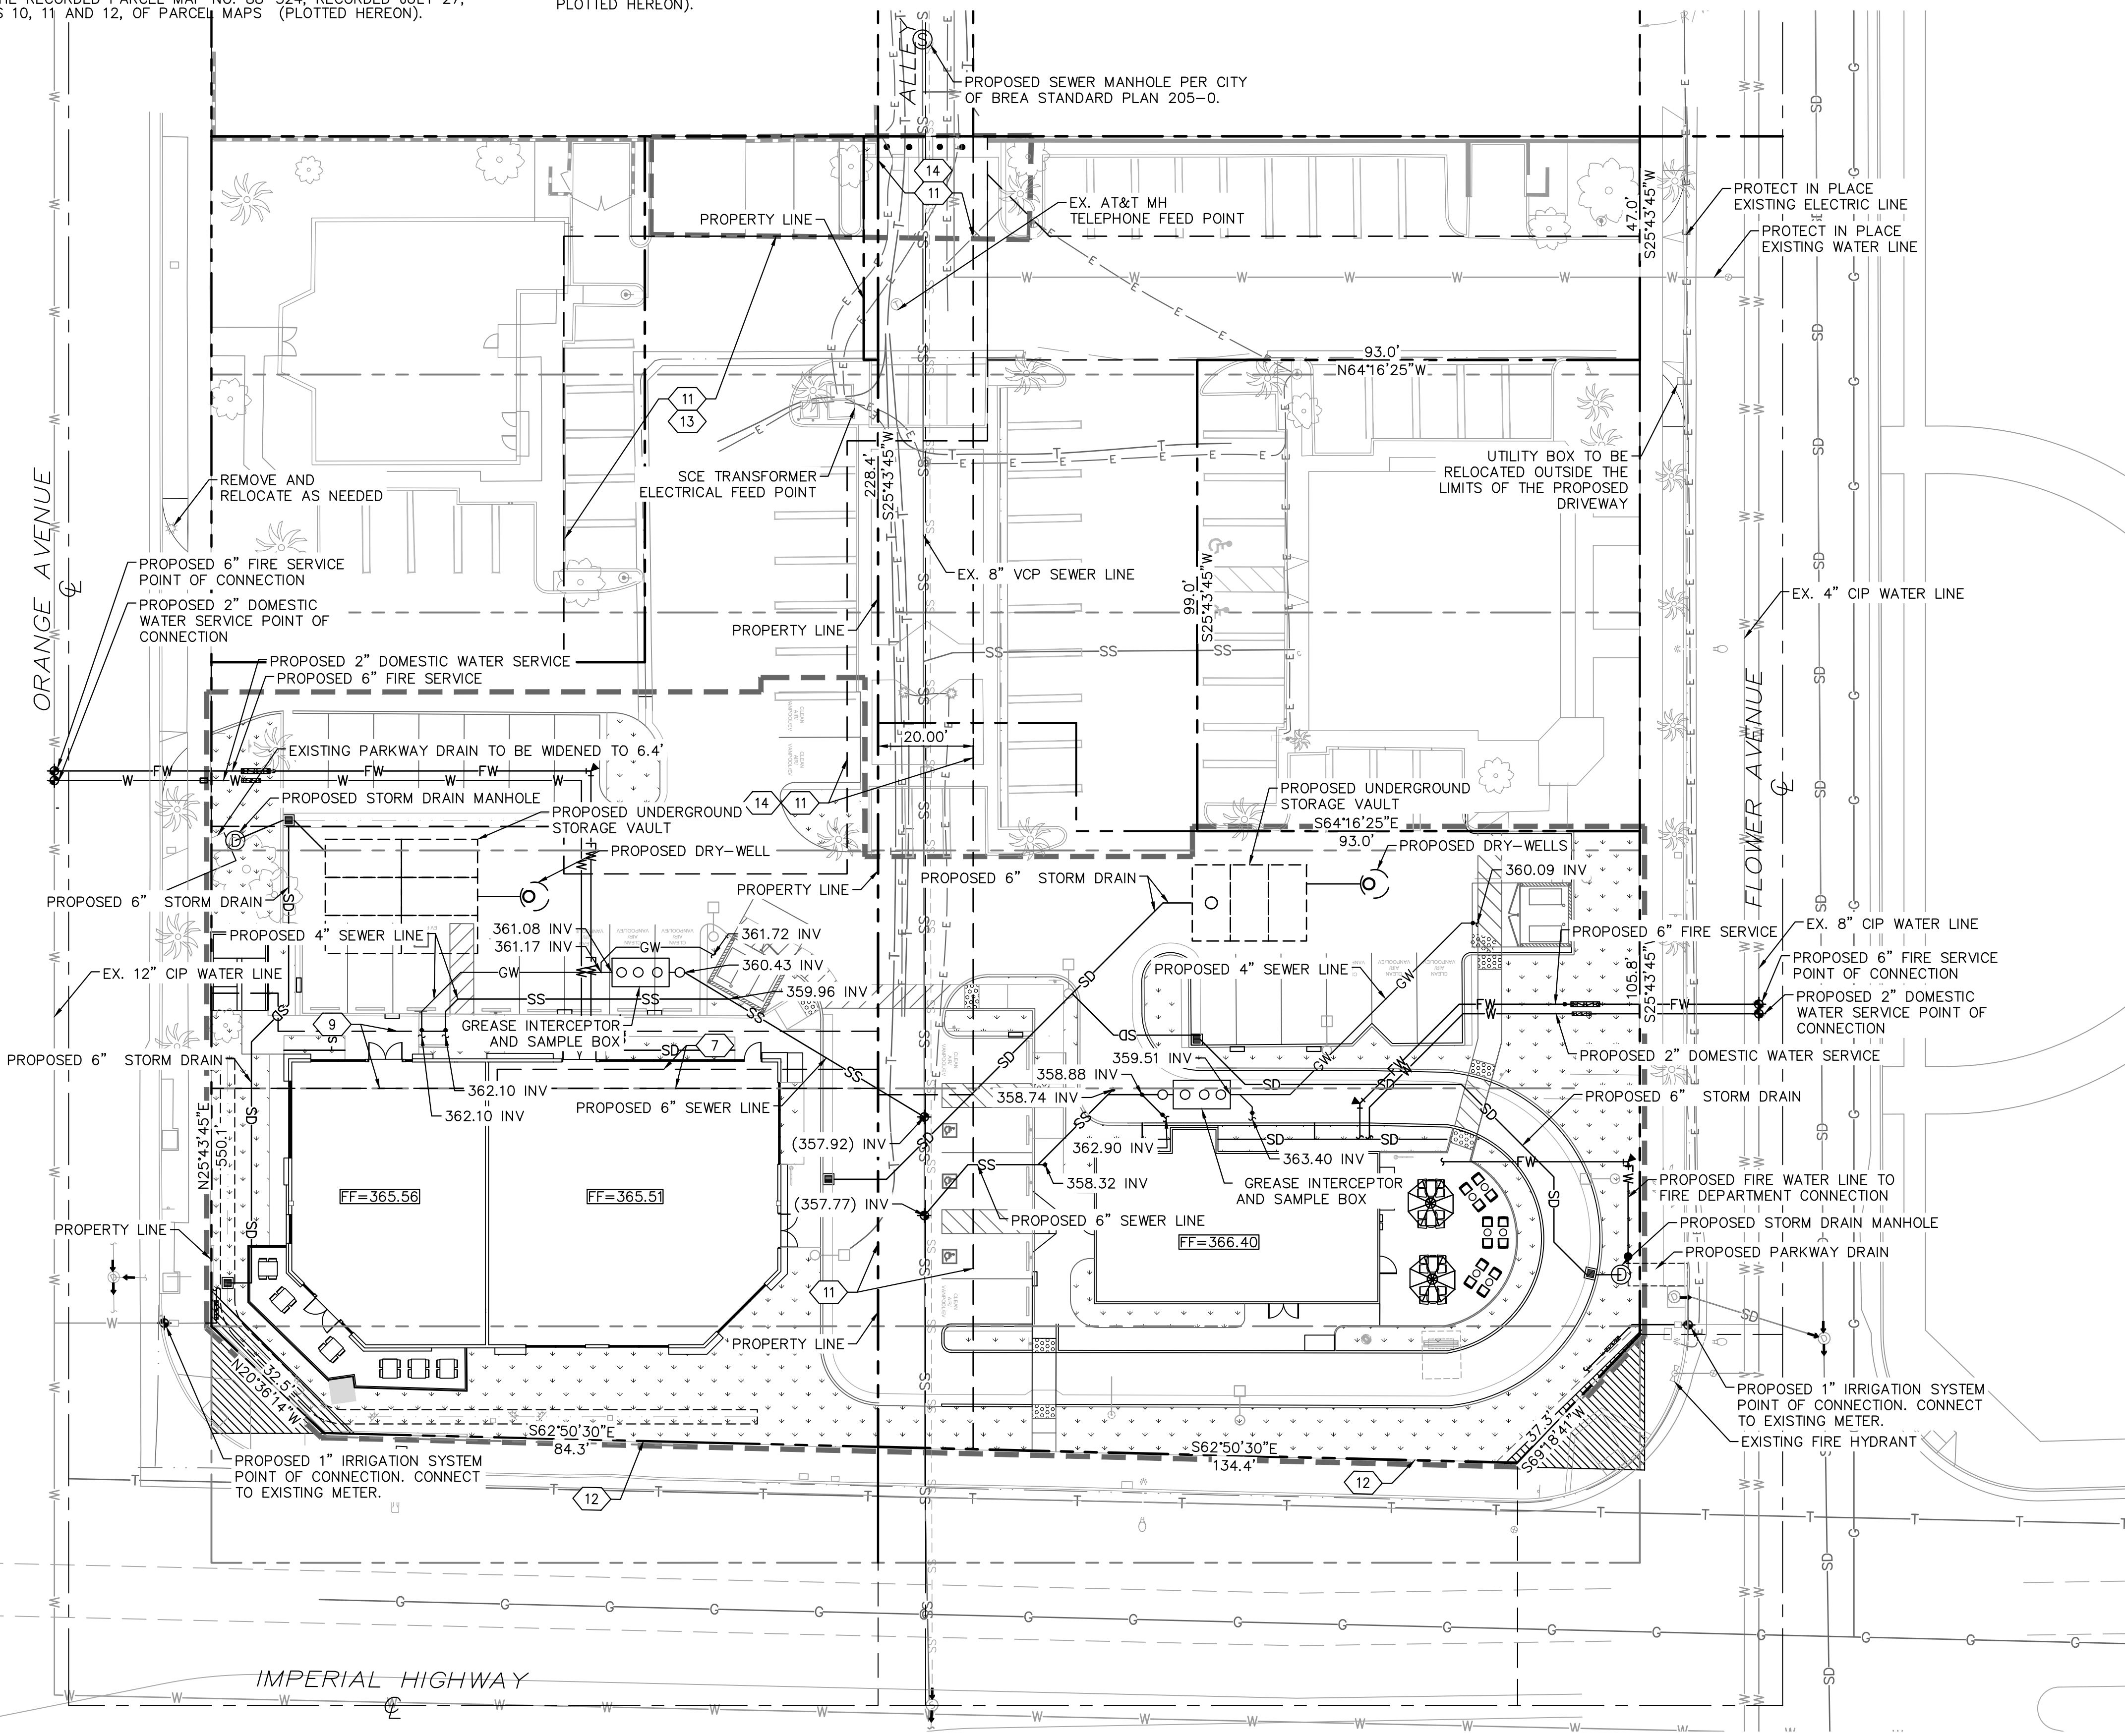 THE RECORDED PARCEL MAP NO. 88-324, RECORDED JULY 27,
S 10, 11 AND 12, OF PARCEL MAPS (PLOTTED HEREON).
PLOTTED HEREON).
ALLEY
S
PROPOSED SEWER MANHOLE PER CITY
OF BREA STANDARD PLAN 205-0.
14
11
PROPERTY LINE
EX. AT&T MH
TELEPHONE FEED POINT
47.0'
S25°43'45"W
PROTECT IN PLACE
EXISTING ELECTRIC LINE
PROTECT IN PLACE
EXISTING WATER LINE
93.0'
N64°16'25"W
11
13
SCE TRANSFORMER
ELECTRICAL FEED POINT
228.4'
S25°43'45"W
UTILITY BOX TO BE
RELOCATED OUTSIDE THE
LIMITS OF THE PROPOSED
DRIVEWAY
REMOVE AND
RELOCATE AS NEEDED
ORANGE AVENUE
PROPOSED 6" FIRE SERVICE
POINT OF CONNECTION
PROPOSED 2" DOMESTIC
WATER SERVICE POINT OF
CONNECTION
EX. 8" VCP SEWER LINE
99.0'
S25°43'45"W
EX. 4" CIP WATER LINE
PROPERTY LINE
PROPOSED 2" DOMESTIC WATER SERVICE
PROPOSED 6" FIRE SERVICE
FLOWER AVENUE
20.00'
EXISTING PARKWAY DRAIN TO BE WIDENED TO 6.4'
PROPOSED STORM DRAIN MANHOLE
PROPOSED UNDERGROUND
STORAGE VAULT
14
11
PROPOSED UNDERGROUND
STORAGE VAULT
S64°16'25"E
93.0'
PROPOSED DRY-WELL
PROPOSED DRY-WELLS
PROPERTY LINE
PROPOSED 6" STORM DRAIN
360.09 INV
PROPOSED 6" STORM DRAIN
PROPOSED 4" SEWER LINE
361.08 INV
361.17 INV
361.72 INV
360.43 INV
359.96 INV
EX. 12" CIP WATER LINE
PROPOSED 4" SEWER LINE
PROPOSED 6" FIRE SERVICE
105.8'
S25°43'45"W
EX. 8" CIP WATER LINE
PROPOSED 6" FIRE SERVICE
POINT OF CONNECTION
PROPOSED 2" DOMESTIC
WATER SERVICE POINT OF
CONNECTION
9
GREASE INTERCEPTOR
AND SAMPLE BOX
7
PROPOSED 6" STORM DRAIN
359.51 INV
358.88 INV
358.74 INV
PROPOSED 2" DOMESTIC WATER SERVICE
362.10 INV
362.10 INV
PROPOSED 6" SEWER LINE
PROPOSED 6" STORM DRAIN
N25°43'45"E
550.1'
(357.92) INV
362.90 INV
363.40 INV
358.32 INV
FF=365.56
FF=365.51
(357.77) INV
GREASE INTERCEPTOR
AND SAMPLE BOX
PROPOSED FIRE WATER LINE TO
FIRE DEPARTMENT CONNECTION
PROPERTY LINE
PROPOSED 6" SEWER LINE
PROPOSED STORM DRAIN MANHOLE
FF=366.40
PROPOSED PARKWAY DRAIN
11
PROPERTY LINE
32.5'
N20°36'14"W
37.3'
S69°18'41"W
PROPOSED 1" IRRIGATION SYSTEM
POINT OF CONNECTION. CONNECT
TO EXISTING METER.
EXISTING FIRE HYDRANT
S62°50'30"E
84.3'
S62°50'30"E
134.4'
PROPOSED 1" IRRIGATION SYSTEM
POINT OF CONNECTION. CONNECT
TO EXISTING METER.
12
12
IMPERIAL HIGHWAY